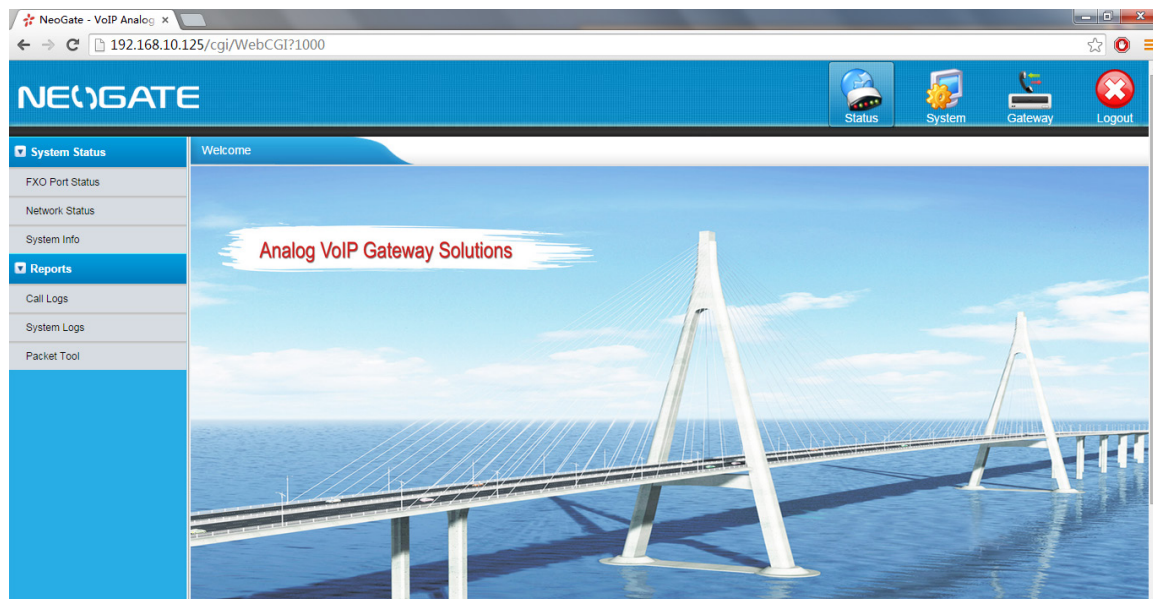 NeoGate - VoIP Analog
192.168.10.125/cgi/WebCGI?1000
NEOGATE
Status
System
Gateway
Logout
System Status
Welcome
FXO Port Status
Network Status
System Info
Reports
Call Logs
System Logs
Packet Tool
Analog VoIP Gateway Solutions